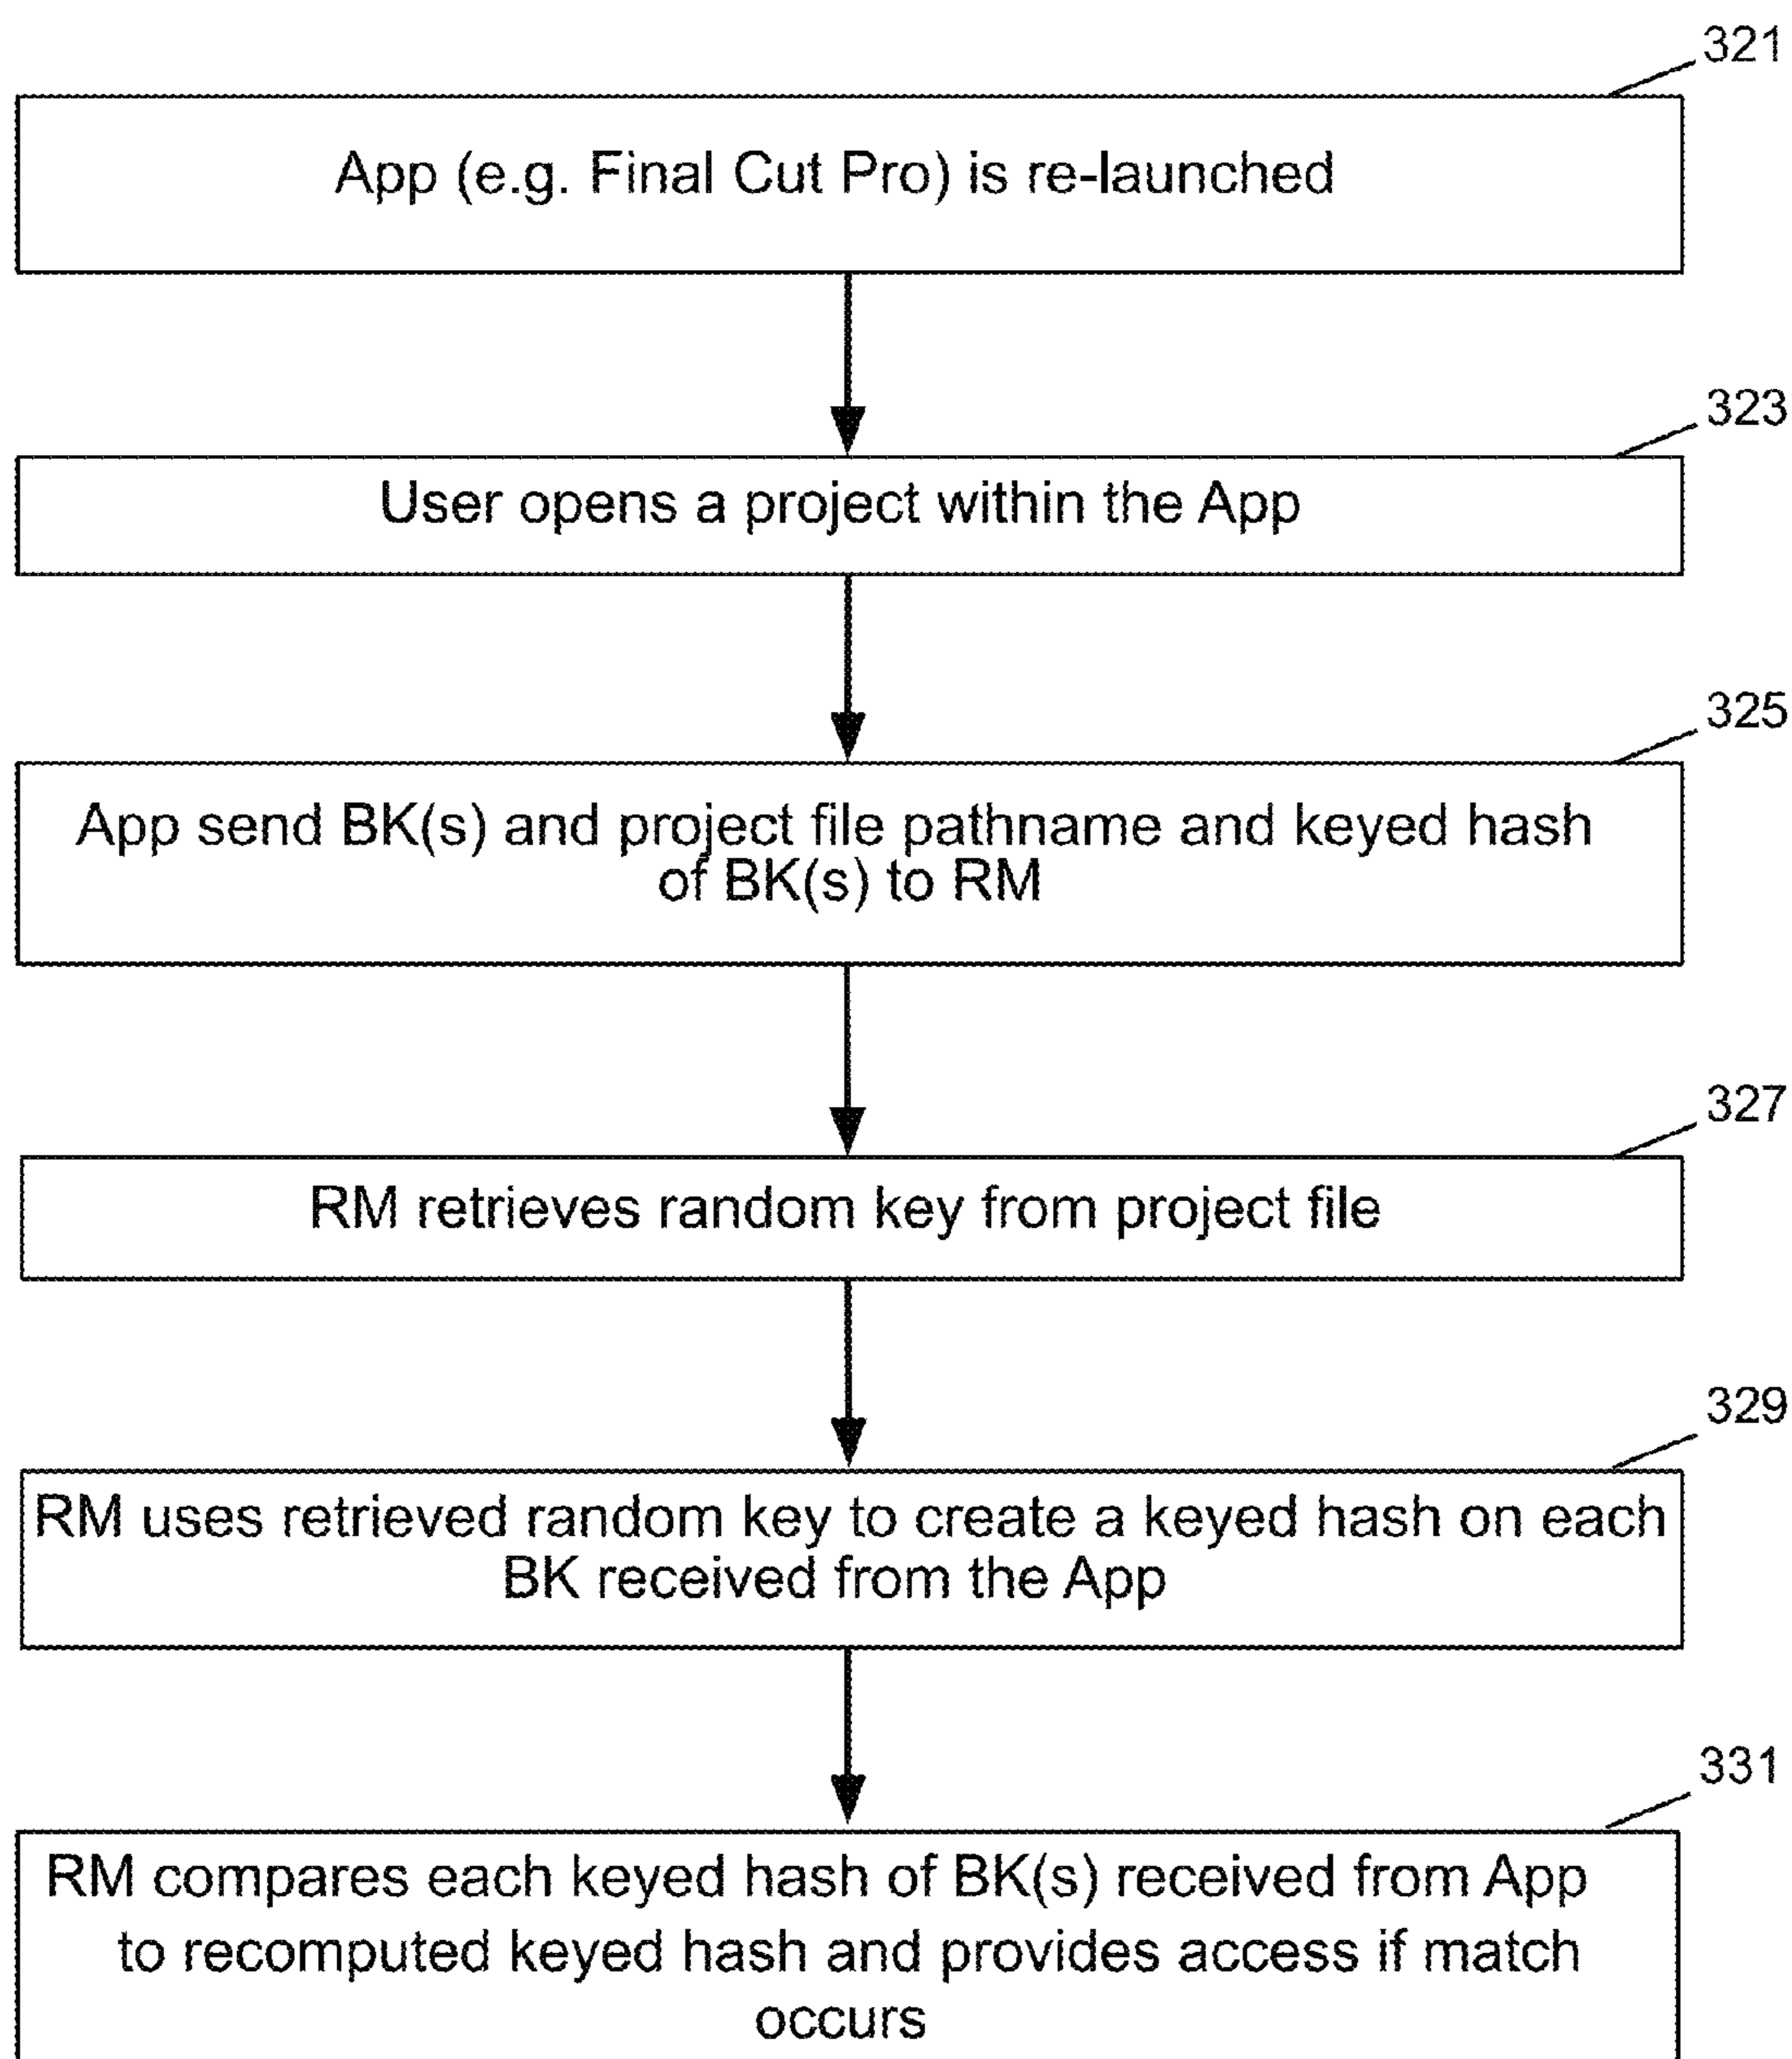 321
App (e.g. Final Cut Pro) is re-launched
323
User opens a project within the App
325
App send BK(s) and project file pathname and keyed hash
of BK(s) to RM
327
RM retrieves random key from project file
329
RM uses retrieved random key to create a keyed hash on each
BK received from the App
331
RM compares each keyed hash of BK(s) received from App
to recomputed keyed hash and provides access if match
occurs